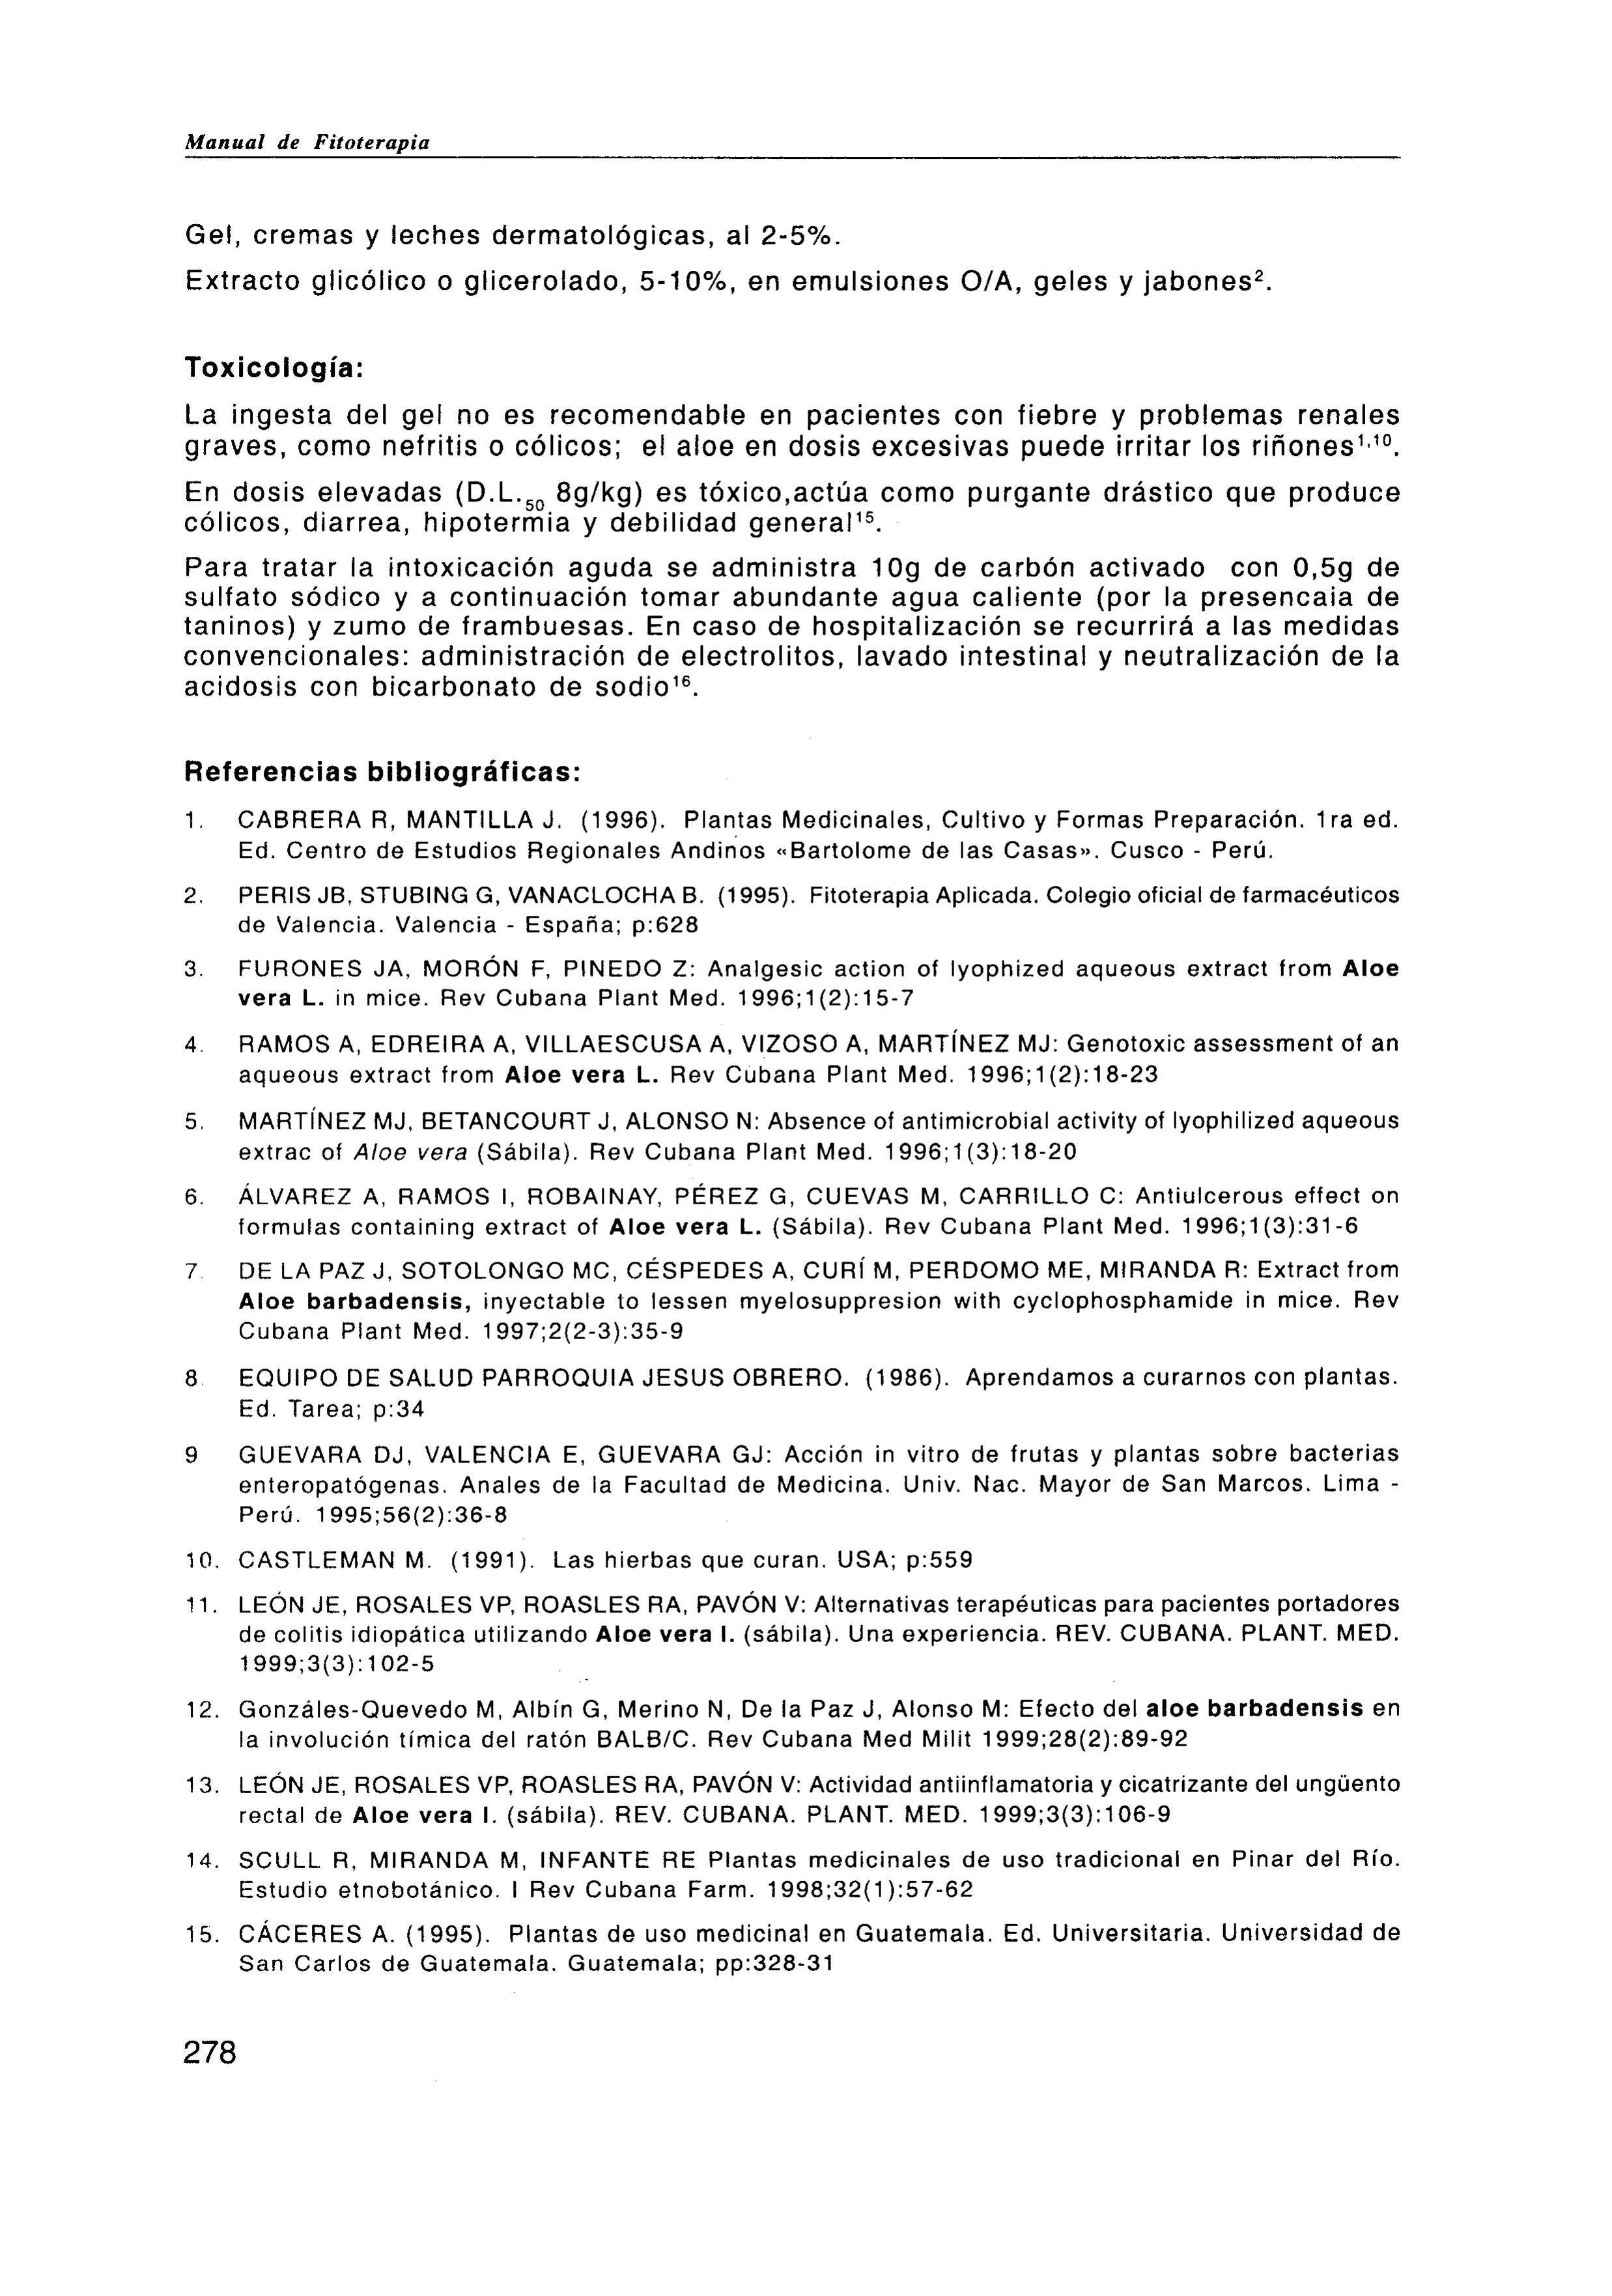 Manual de Fitoterapia
Gel, cremas y leches dermatológicas, al 2-5%.
Extracto glicólico o glicerolado, 5-10%, en emulsiones O/A, geles y jabones².
Toxicología:
La ingesta del gel no es recomendable en pacientes con fiebre y problemas renales
graves, como nefritis o cólicos; el aloe en dosis excesivas puede irritar los riñones¹,¹⁰.
En dosis elevadas (D.L.₅₀ 8g/kg) es tóxico,actúa como purgante drástico que produce
cólicos, diarrea, hipotermia y debilidad general¹⁵.
Para tratar la intoxicación aguda se administra 10g de carbón activado con 0,5g de
sulfato sódico y a continuación tomar abundante agua caliente (por la presencaia de
taninos) y zumo de frambuesas. En caso de hospitalización se recurrirá a las medidas
convencionales: administración de electrolitos, lavado intestinal y neutralización de la
acidosis con bicarbonato de sodio¹⁶.
Referencias bibliográficas:
1. CABRERA R, MANTILLA J. (1996). Plantas Medicinales, Cultivo y Formas Preparación. 1ra ed.
Ed. Centro de Estudios Regionales Andinos «Bartolome de las Casas». Cusco - Perú.
2. PERIS JB, STUBING G, VANACLOCHA B. (1995). Fitoterapia Aplicada. Colegio oficial de farmacéuticos
de Valencia. Valencia - España; p:628
3. FURONES JA, MORÓN F, PINEDO Z: Analgesic action of lyophized aqueous extract from Aloe
vera L. in mice. Rev Cubana Plant Med. 1996;1(2):15-7
4. RAMOS A, EDREIRA A, VILLAESCUSA A, VIZOSO A, MARTÍNEZ MJ: Genotoxic assessment of an
aqueous extract from Aloe vera L. Rev Cubana Plant Med. 1996;1(2):18-23
5. MARTÍNEZ MJ, BETANCOURT J, ALONSO N: Absence of antimicrobial activity of lyophilized aqueous
extrac of Aloe vera (Sábila). Rev Cubana Plant Med. 1996;1(3):18-20
6. ÁLVAREZ A, RAMOS I, ROBAINAY, PÉREZ G, CUEVAS M, CARRILLO C: Antiulcerous effect on
formulas containing extract of Aloe vera L. (Sábila). Rev Cubana Plant Med. 1996;1(3):31-6
7. DE LA PAZ J, SOTOLONGO MC, CÉSPEDES A, CURÍ M, PERDOMO ME, MIRANDA R: Extract from
Aloe barbadensis, inyectable to lessen myelosuppresion with cyclophosphamide in mice. Rev
Cubana Plant Med. 1997;2(2-3):35-9
8. EQUIPO DE SALUD PARROQUIA JESUS OBRERO. (1986). Aprendamos a curarnos con plantas.
Ed. Tarea; p:34
9 GUEVARA DJ, VALENCIA E, GUEVARA GJ: Acción in vitro de frutas y plantas sobre bacterias
enteropatógenas. Anales de la Facultad de Medicina. Univ. Nac. Mayor de San Marcos. Lima -
Perú. 1995;56(2):36-8
10. CASTLEMAN M. (1991). Las hierbas que curan. USA; p:559
11. LEÓN JE, ROSALES VP, ROASLES RA, PAVÓN V: Alternativas terapéuticas para pacientes portadores
de colitis idiopática utilizando Aloe vera l. (sábila). Una experiencia. REV. CUBANA. PLANT. MED.
1999;3(3):102-5
12. Gonzáles-Quevedo M, Albín G, Merino N, De la Paz J, Alonso M: Efecto del aloe barbadensis en
la involución tímica del ratón BALB/C. Rev Cubana Med Milit 1999;28(2):89-92
13. LEÓN JE, ROSALES VP, ROASLES RA, PAVÓN V: Actividad antiinflamatoria y cicatrizante del ungüento
rectal de Aloe vera l. (sábila). REV. CUBANA. PLANT. MED. 1999;3(3):106-9
14. SCULL R, MIRANDA M, INFANTE RE Plantas medicinales de uso tradicional en Pinar del Río.
Estudio etnobotánico. I Rev Cubana Farm. 1998;32(1):57-62
15. CÁCERES A. (1995). Plantas de uso medicinal en Guatemala. Ed. Universitaria. Universidad de
San Carlos de Guatemala. Guatemala; pp:328-31
278